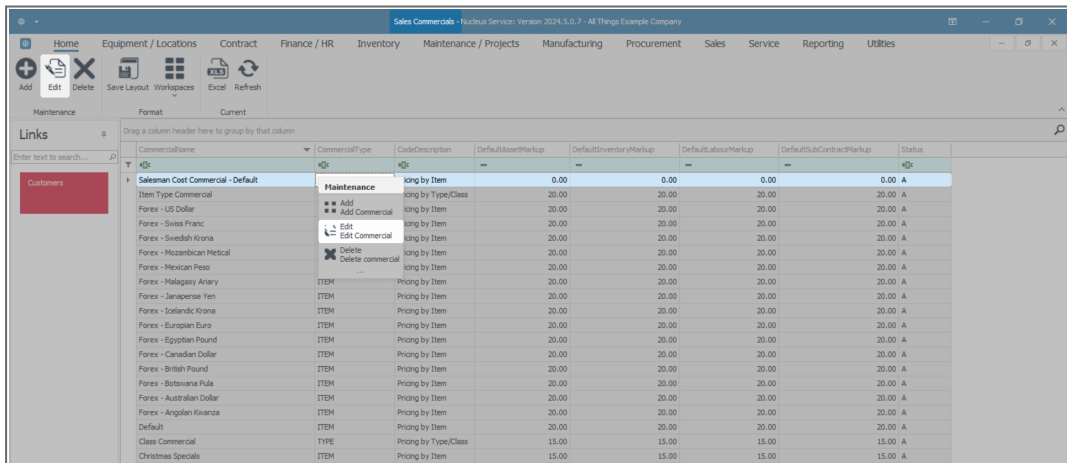 Sales Commercials - Nucleus Service: Version 2024.5.0.7 - All Things Example Company
Home Equipment / Locations Contract Finance / HR Inventory Maintenance / Projects Manufacturing Procurement Sales Service Reporting Utilities
XLS
Add Edit Delete Save Layout Workspaces Excel Refresh
Maintenance Format Current
Links
Drag a column header here to group by that column
Enter text to search...
CommercialName CommercialType CodeDescription DefaultAssetMarkup DefaultInventoryMarkup DefaultLabourMarkup DefaultSubContractMarkup Status
Customers
Salesman Cost Commercial - Default ricing by Item 0.00 0.00 0.00 0.00 A
Item Type Commercial icing by Type/Class 20.00 20.00 20.00 20.00 A
Forex - US Dollar icing by Item 20.00 20.00 20.00 20.00 A
Forex - Swiss Franc icing by Item 20.00 20.00 20.00 20.00 A
Forex - Swedish Krona icing by Item 20.00 20.00 20.00 20.00 A
Forex - Mozambican Metical icing by Item 20.00 20.00 20.00 20.00 A
Forex - Mexican Peso icing by Item 20.00 20.00 20.00 20.00 A
Forex - Malagasy Ariary ITEM Pricing by Item 20.00 20.00 20.00 20.00 A
Forex - Janapense Yen ITEM Pricing by Item 20.00 20.00 20.00 20.00 A
Forex - Icelandic Krona ITEM Pricing by Item 20.00 20.00 20.00 20.00 A
Forex - Europian Euro ITEM Pricing by Item 20.00 20.00 20.00 20.00 A
Forex - Egyptian Pound ITEM Pricing by Item 20.00 20.00 20.00 20.00 A
Forex - Canadian Dollar ITEM Pricing by Item 20.00 20.00 20.00 20.00 A
Forex - British Pound ITEM Pricing by Item 20.00 20.00 20.00 20.00 A
Forex - Botswana Pula ITEM Pricing by Item 20.00 20.00 20.00 20.00 A
Forex - Australian Dollar ITEM Pricing by Item 20.00 20.00 20.00 20.00 A
Forex - Angolan Kwanza ITEM Pricing by Item 20.00 20.00 20.00 20.00 A
Default ITEM Pricing by Item 20.00 20.00 20.00 20.00 A
Class Commercial TYPE Pricing by Type/Class 15.00 15.00 15.00 15.00 A
Christmas Specials ITEM Pricing by Item 15.00 15.00 15.00 15.00 A
Maintenance
Add
Add Commercial
Edit
Edit Commercial
Delete
Delete commercial
...